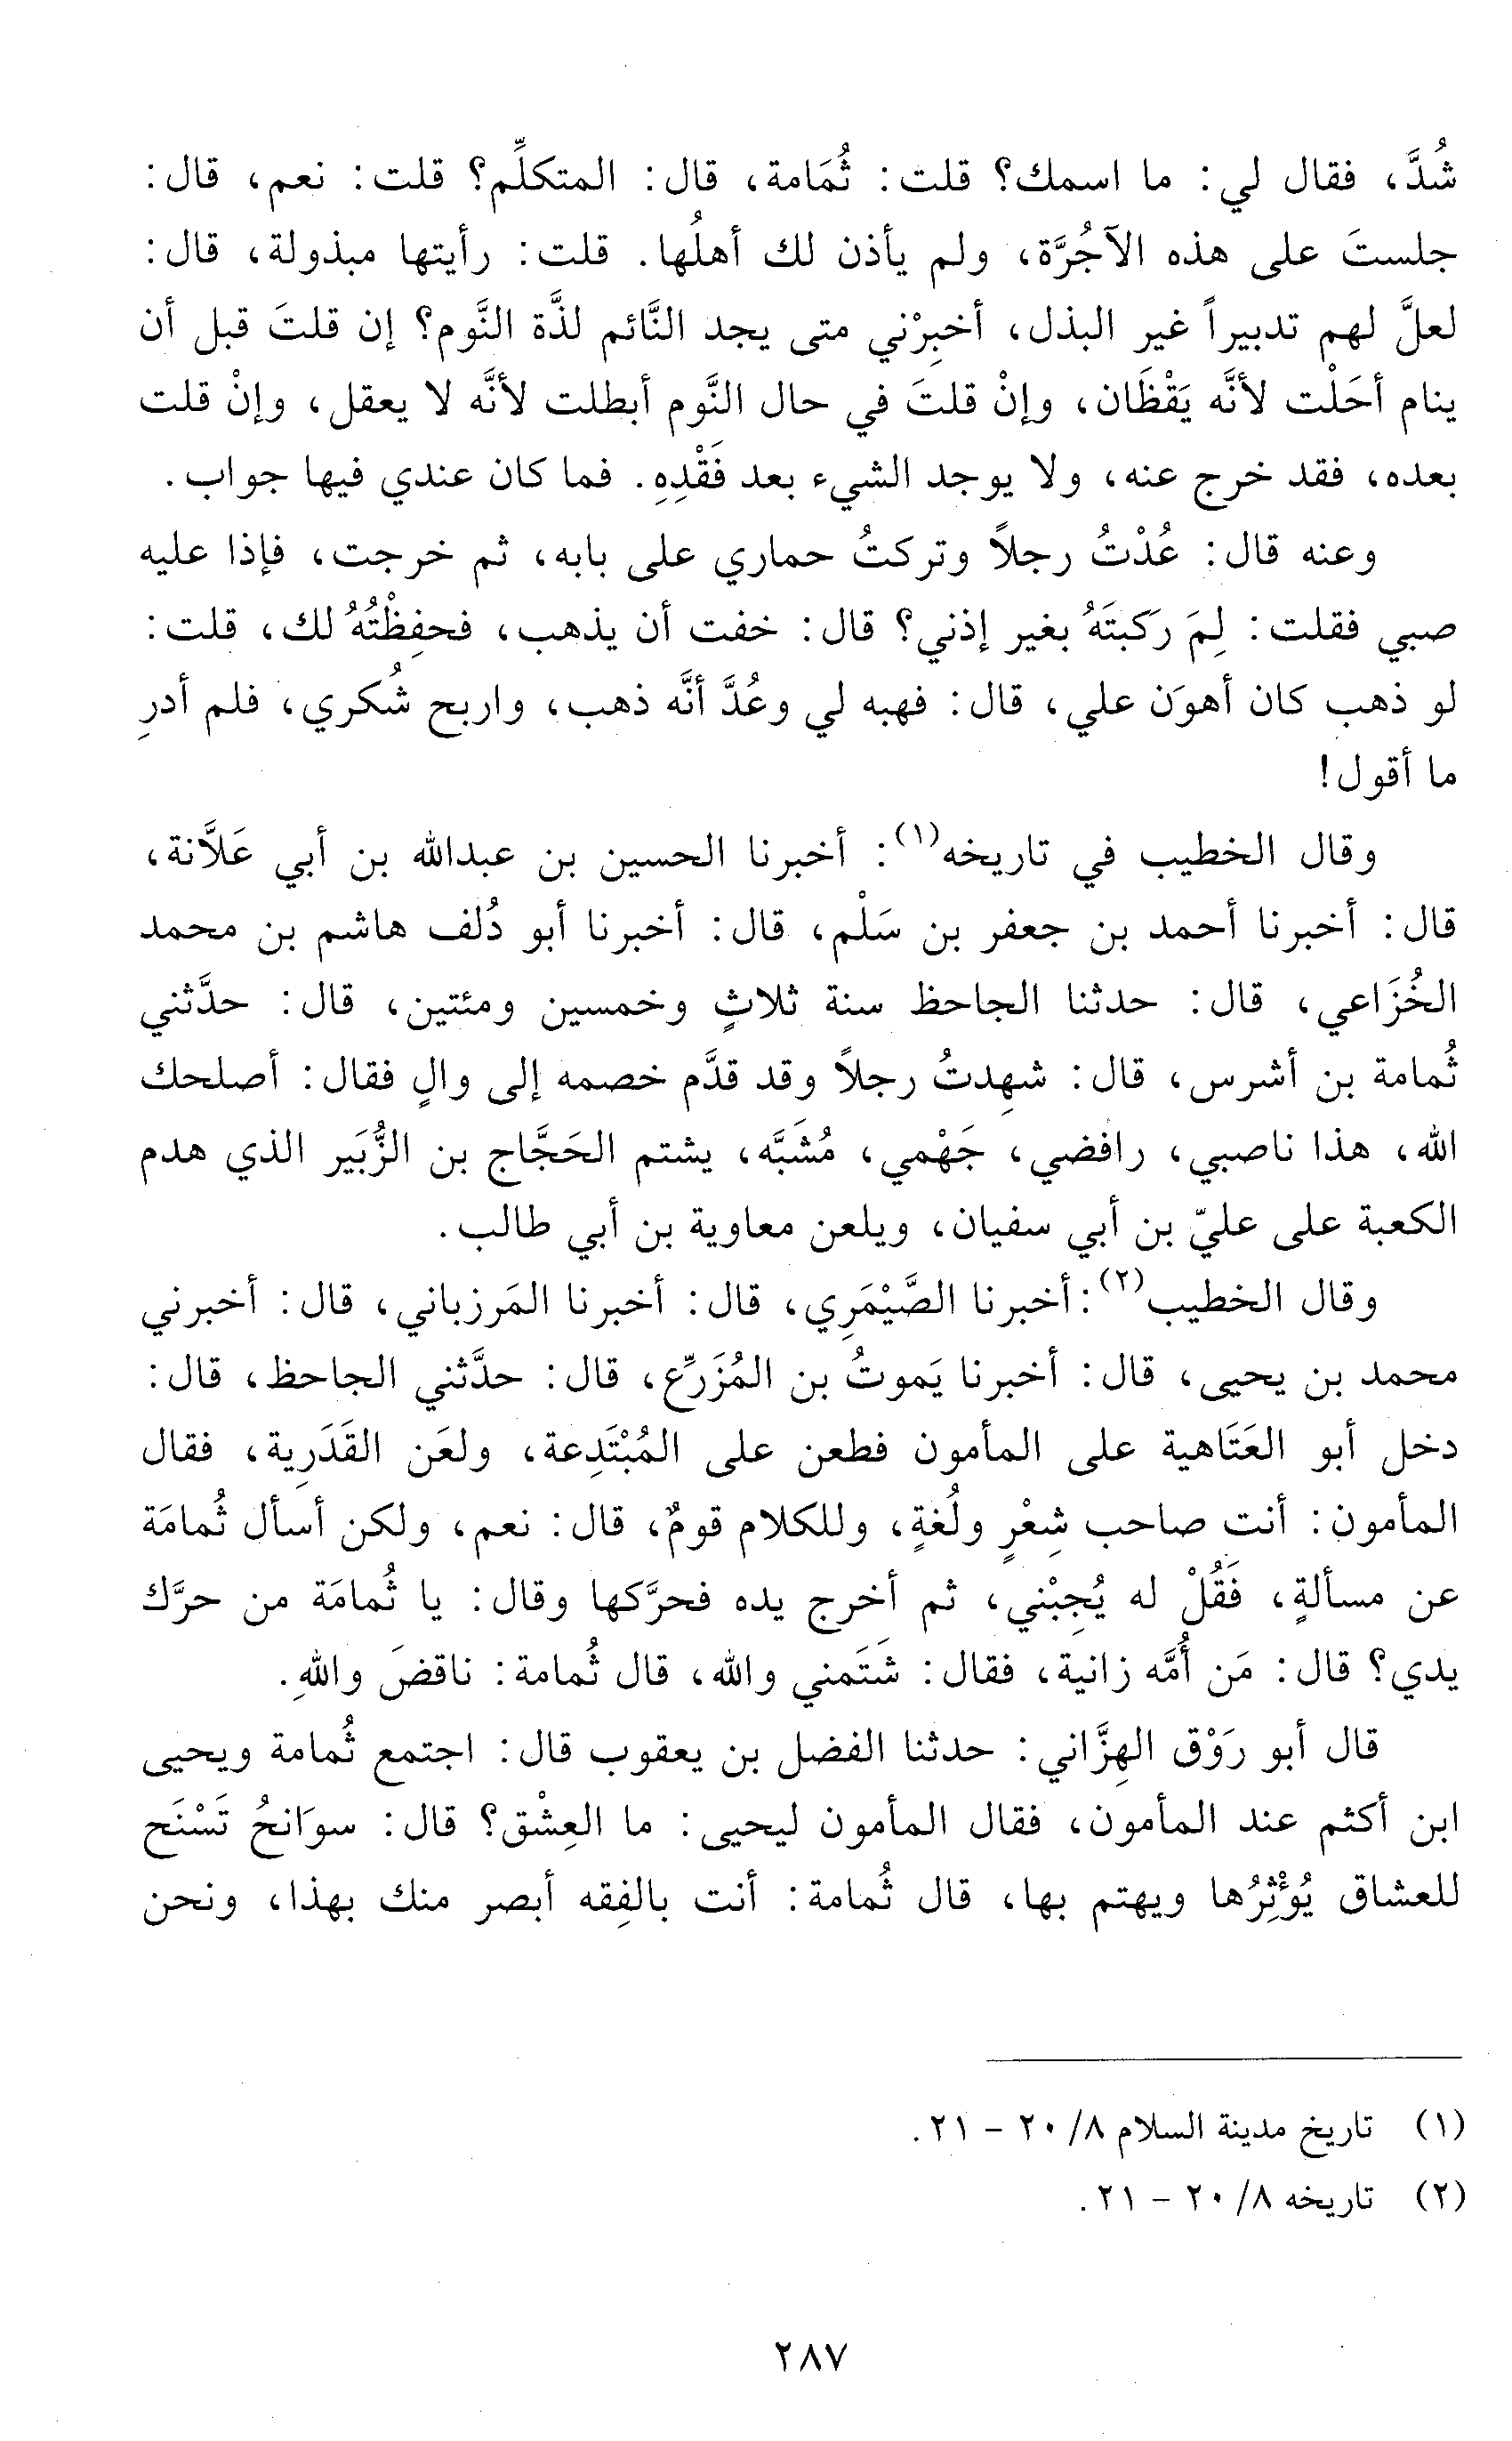 شُدَّ، فقال لي: ما اسمك؟ قلت: ثُمَامة، قال: المتكلِّم؟ قلت: نعم، قال:
جلستَ على هذه الآجُرَّة، ولم يأذن لك أهلُها. قلت: رأيتها مبذولة، قال:
لعلَّ لهم تدبيراً غير البذل، أخبِرْني متى يجد النَّائم لذَّة النَّوم؟ إن قلتَ قبل أن
ينام أحَلْت لأنَّه يَقْظَان، وإنْ قلتَ في حال النَّوم أبطلت لأنَّه لا يعقل، وإنْ قلت
بعده، فقد خرج عنه، ولا يوجد الشيء بعد فَقْدِهِ. فما كان عندي فيها جواب.
وعنه قال: عُدْتُ رجلاً وتركتُ حماري على بابه، ثم خرجت، فإذا عليه
صبي فقلت: لِمَ رَكبتَهُ بغير إذني؟ قال: خفت أن يذهب، فحفِظْتُهُ لك، قلت:
لو ذهب كان أهوَن علي، قال: فهبه لي وعُدَّ أنَّه ذهب، واربح شُكري، فلم أدرِ
ما أقول!
وقال الخطيب في تاريخه(١): أخبرنا الحسين بن عبدالله بن أبي عَلاَّنة،
قال: أخبرنا أحمد بن جعفر بن سَلْم، قال: أخبرنا أبو دُلَف هاشم بن محمد
الخُزَاعي، قال: حدثنا الجاحظ سنة ثلاثٍ وخمسين ومئتين، قال: حدَّثني
ثُمامة بن أشرس، قال: شهِدتُ رجلاً وقد قدَّم خصمه إلى والٍ فقال: أصلحك
الله، هذا ناصبي، رافضي، جَهْمي، مُشَبَّه، يشتم الحَجَّاج بن الزُّبَير الذي هدم
الكعبة على عليّ بن أبي سفيان، ويلعن معاوية بن أبي طالب.
وقال الخطيب(٢): أخبرنا الصَّيْمَرِي، قال: أخبرنا المَرزباني، قال: أخبرني
محمد بن يحيى، قال: أخبرنا يَموتُ بن المُزَرِّع، قال: حدَّثني الجاحظ، قال:
دخل أبو العَتَاهية على المأمون فطعن على المُبْتَدِعة، ولعَن القَدَرِية، فقال
المأمون: أنت صاحب شِعْرٍ ولُغةٍ، وللكلام قومٌ، قال: نعم، ولكن أسأل ثُمامَة
عن مسألةٍ، فَقُلْ له يُجِبْني، ثم أخرج يده فحرَّكها وقال: يا ثُمامَة من حرَّك
يدي؟ قال: مَن أُمَّه زانية، فقال: شَتَمني والله، قال ثُمامة: ناقضَ واللهِ.
قال أبو رَوْق الهِزَّاني: حدثنا الفضل بن يعقوب قال: اجتمع ثُمامة ويحيى
ابن أكثم عند المأمون، فقال المأمون ليحيى: ما العِشْق؟ قال: سوَانحُ تَسْنَح
للعشاق يُؤْثِرُها ويهتم بها، قال ثُمامة: أنت بالفِقه أبصر منك بهذا، ونحن
(١) تاريخ مدينة السلام ٨/ ٢٠ - ٢١.
(٢) تاريخه ٨/ ٢٠ - ٢١.
٢٨٧